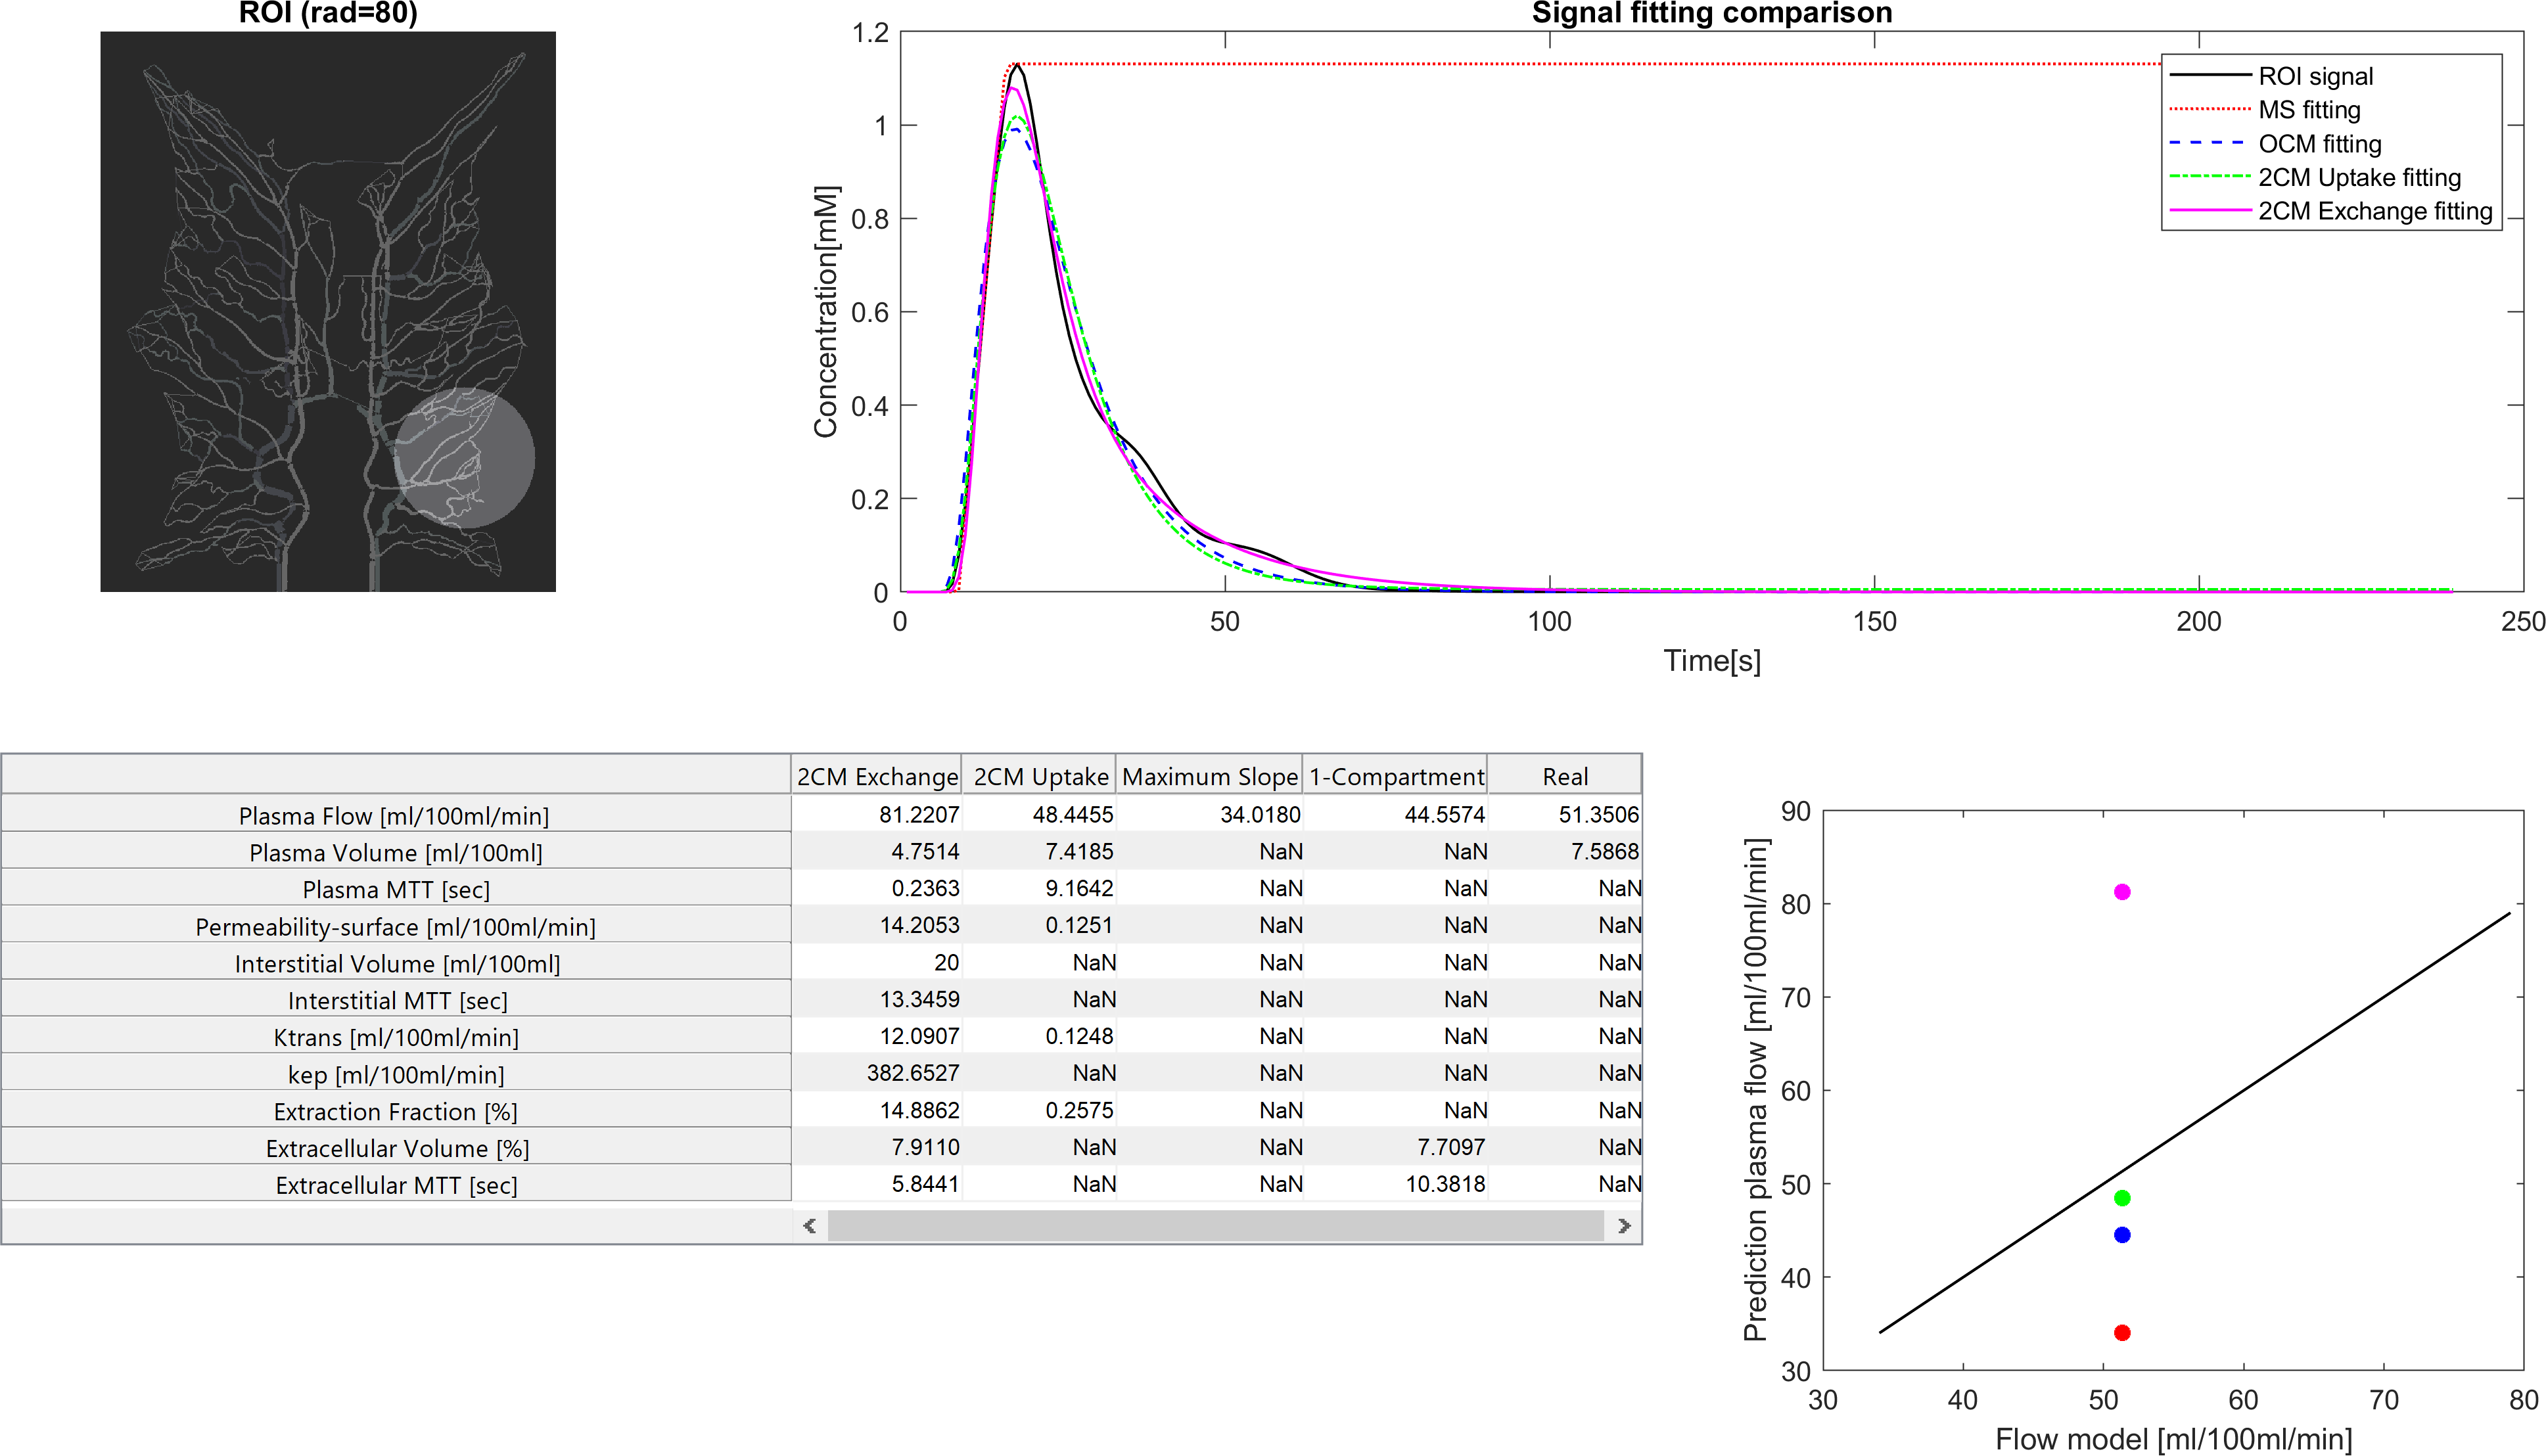 ROI (rad=80)
Signal fitting comparison
1.2
1
0.8
0.6
0.4
0.2
0
Concentration[mM]
0 50 100 150 200 250
Time[s]
ROI signal
MS fitting
OCM fitting
2CM Uptake fitting
2CM Exchange fitting
2CM Exchange 2CM Uptake Maximum Slope 1-Compartment Real
Plasma Flow [ml/100ml/min] 81.2207 48.4455 34.0180 44.5574 51.3506
Plasma Volume [ml/100ml] 4.7514 7.4185 NaN NaN 7.5868
Plasma MTT [sec] 0.2363 9.1642 NaN NaN NaN
Permeability-surface [ml/100ml/min] 14.2053 0.1251 NaN NaN NaN
Interstitial Volume [ml/100ml] 20 NaN NaN NaN NaN
Interstitial MTT [sec] 13.3459 NaN NaN NaN NaN
Ktrans [ml/100ml/min] 12.0907 0.1248 NaN NaN NaN
kep [ml/100ml/min] 382.6527 NaN NaN NaN NaN
Extraction Fraction [%] 14.8862 0.2575 NaN NaN NaN
Extracellular Volume [%] 7.9110 NaN NaN 7.7097 NaN
Extracellular MTT [sec] 5.8441 NaN NaN 10.3818 NaN
90
80
70
60
50
40
30
Prediction plasma flow [ml/100ml/min]
30 40 50 60 70 80
Flow model [ml/100ml/min]